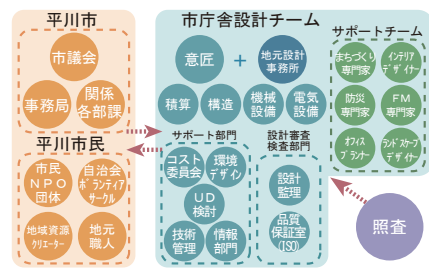 平川市
市議会
事務局
関係
各部課
平川市民
市民
NPO
団体
自治会
ボランティア
サークル
地域資源
クリエーター
地元
職人
市庁舎設計チーム
意匠
+
地元設計
事務所
積算
構造
機械
設備
電気
設備
サポート部門
コスト
委員会
環境
デザイン
UD
検討
技術
管理
情報
部門
設計審査
検査部門
設計
監理
品質
保証室
(ISO)
サポートチーム
まちづくり
専門家
インテリア
デザイナー
防災
専門家
FM
専門家
オフィス
プランナー
ランドスケープ
デザイナー
照査